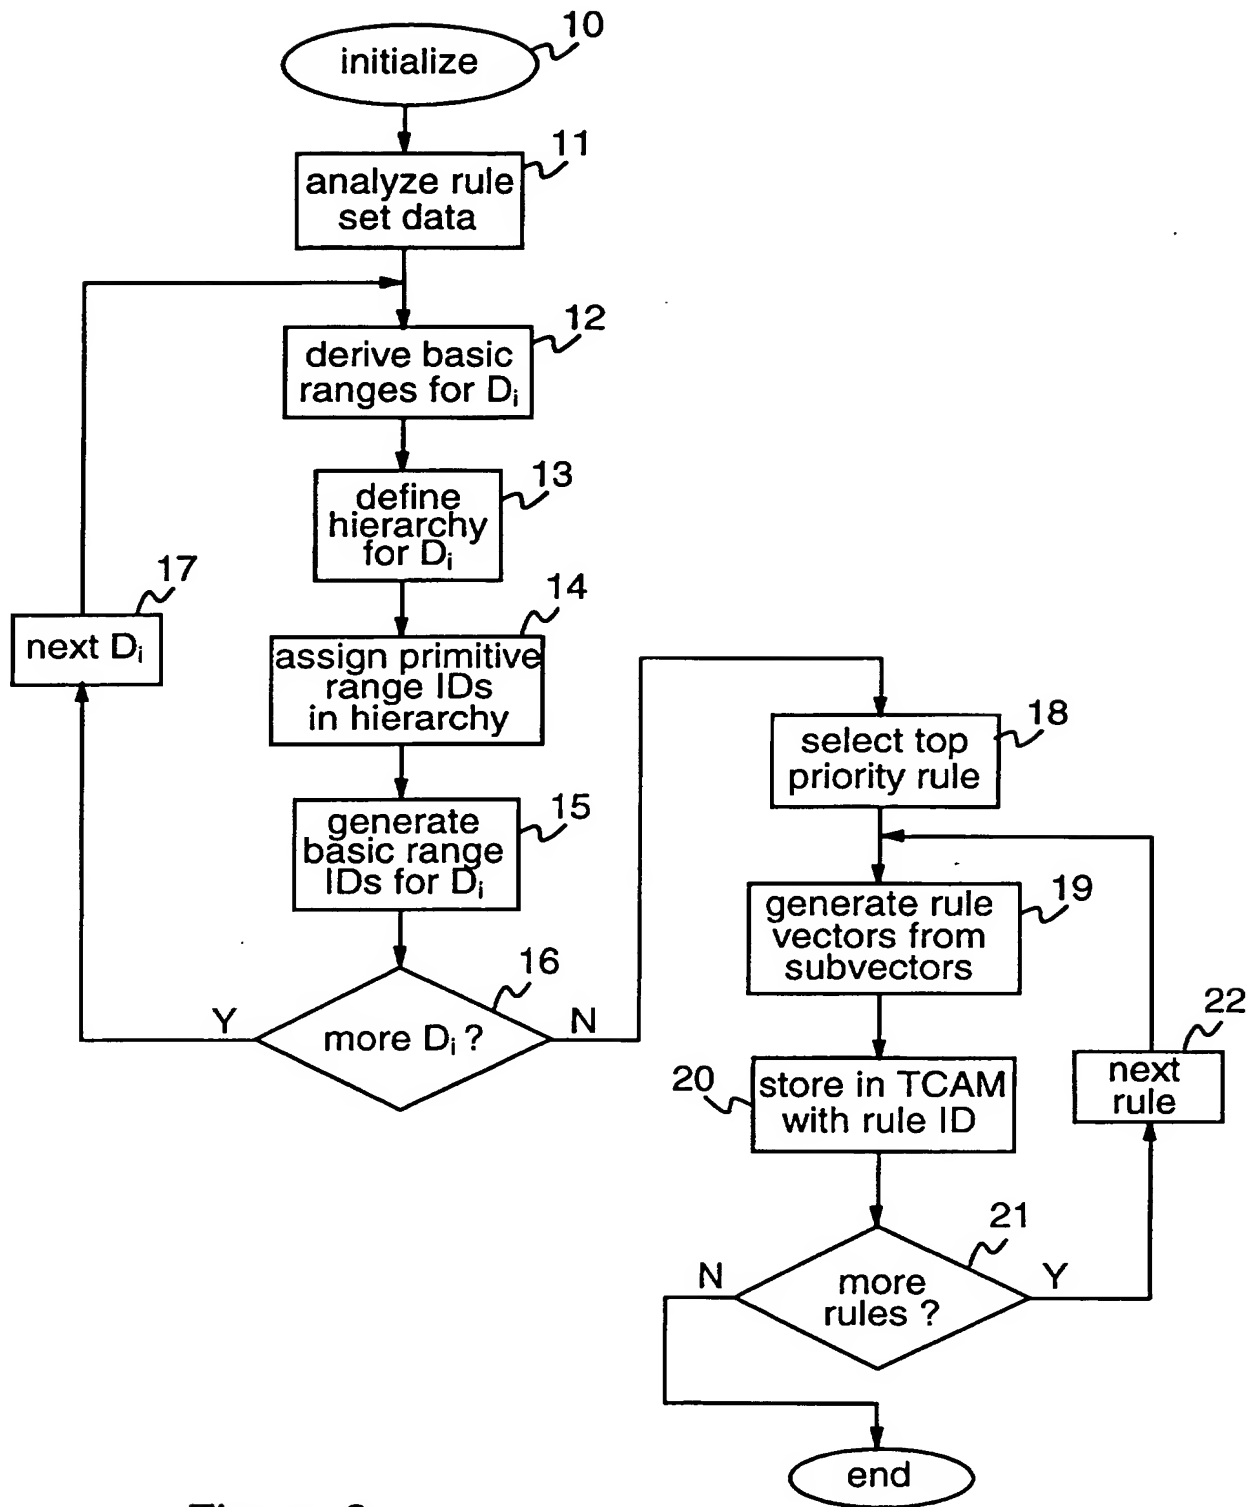 10
initialize
11
analyze rule
set data
12
derive basic
ranges for Di
13
define
hierarchy
for Di
17
next Di
14
assign primitive
range IDs
in hierarchy
15
generate
basic range
IDs for Di
16
Y
more Di ?
N
18
select top
priority rule
19
generate rule
vectors from
subvectors
20
store in TCAM
with rule ID
22
next
rule
21
N
more
rules ?
Y
end